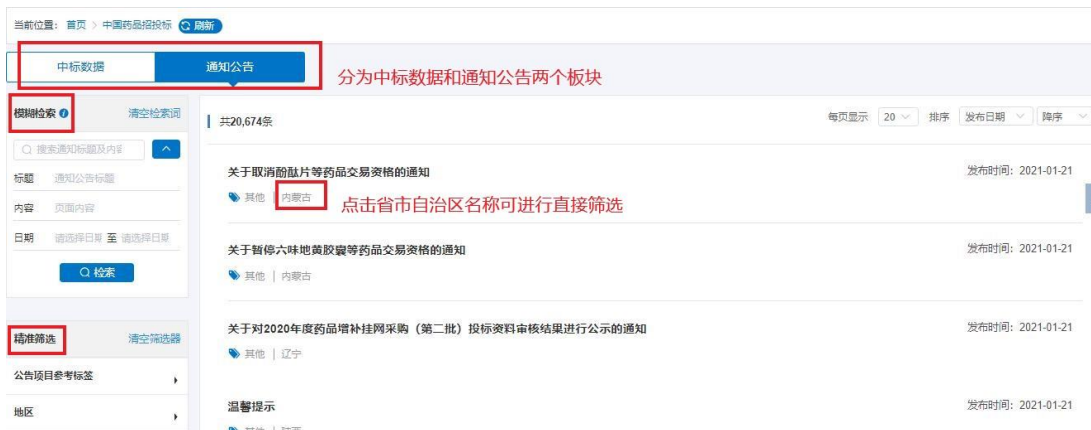 当前位置： 首页 > 中国药品招投标 刷新
中标数据 通知公告
分为中标数据和通知公告两个板块
模糊检索 清空检索词
共20,674条 每页显示 20 排序 发布日期 降序
搜索通知标题及内容
标题 通知公告标题
内容 页面内容
日期 请选择日期 至 请选择日期
检索
关于取消酚酞片等药品交易资格的通知 发布时间：2021-01-21
其他 | 内蒙古
点击省市自治区名称可进行直接筛选
关于暂停六味地黄胶囊等药品交易资格的通知 发布时间：2021-01-21
其他 | 内蒙古
精准筛选 清空筛选器
公告项目参考标签
地区
关于对2020年度药品增补挂网采购（第二批）投标资料审核结果进行公示的通知 发布时间：2021-01-21
其他 | 辽宁
温馨提示 发布时间：2021-01-21